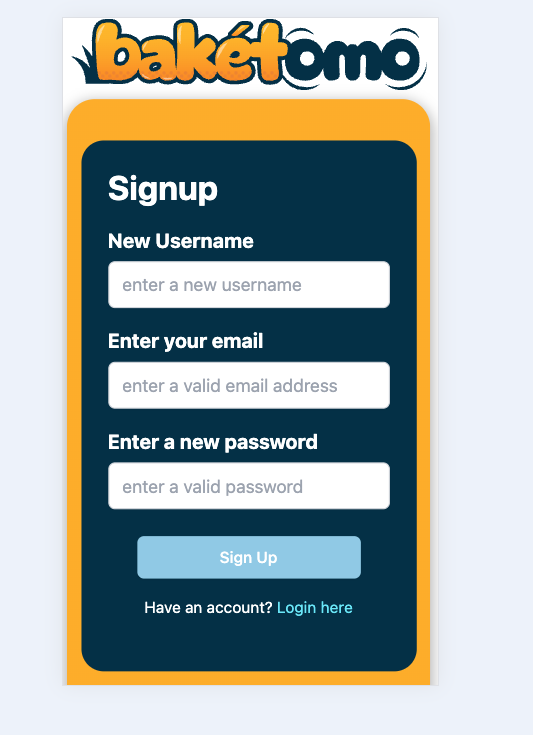 bakétomo
Signup
New Username
enter a new username
Enter your email
enter a valid email address
Enter a new password
enter a valid password
Sign Up
Have an account? Login here